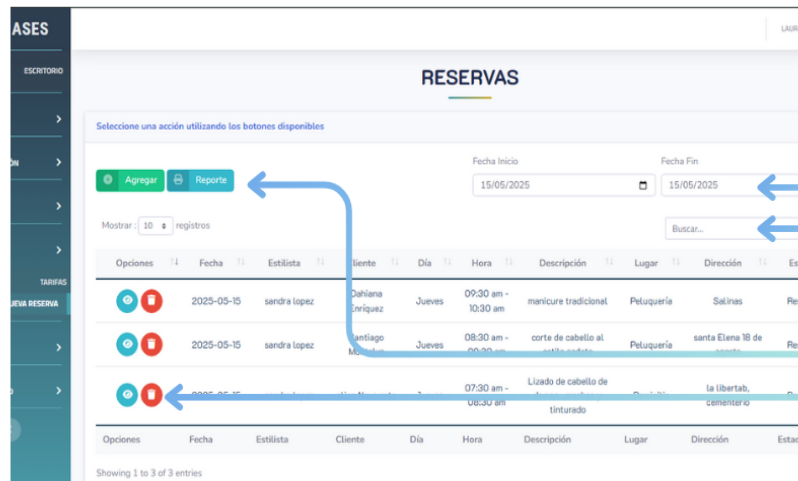 ASES
LAUR
ESCRITORIO
RESERVAS
Seleccione una acción utilizando los botones disponibles
Fecha Inicio
Fecha Fin
Agregar
Reporte
15/05/2025
15/05/2025
Mostrar : 10 registros
Buscar...
TARIFAS
UEVA RESERVA
Opciones Fecha Estilista Cliente Día Hora Descripción Lugar Dirección Es
2025-05-15 sandra lopez Dahiana Enríquez Jueves 09:30 am - 10:30 am manicure tradicional Peluquería Salinas Re
2025-05-15 sandra lopez Jueves 08:30 am - corte de cabello al Peluquería santa Elena 18 de Re
07:30 am - 08:30 am Lizado de cabello de tinturado la libertab, cementerio
Opciones Fecha Estilista Cliente Día Hora Descripción Lugar Dirección Estad
Showing 1 to 3 of 3 entries